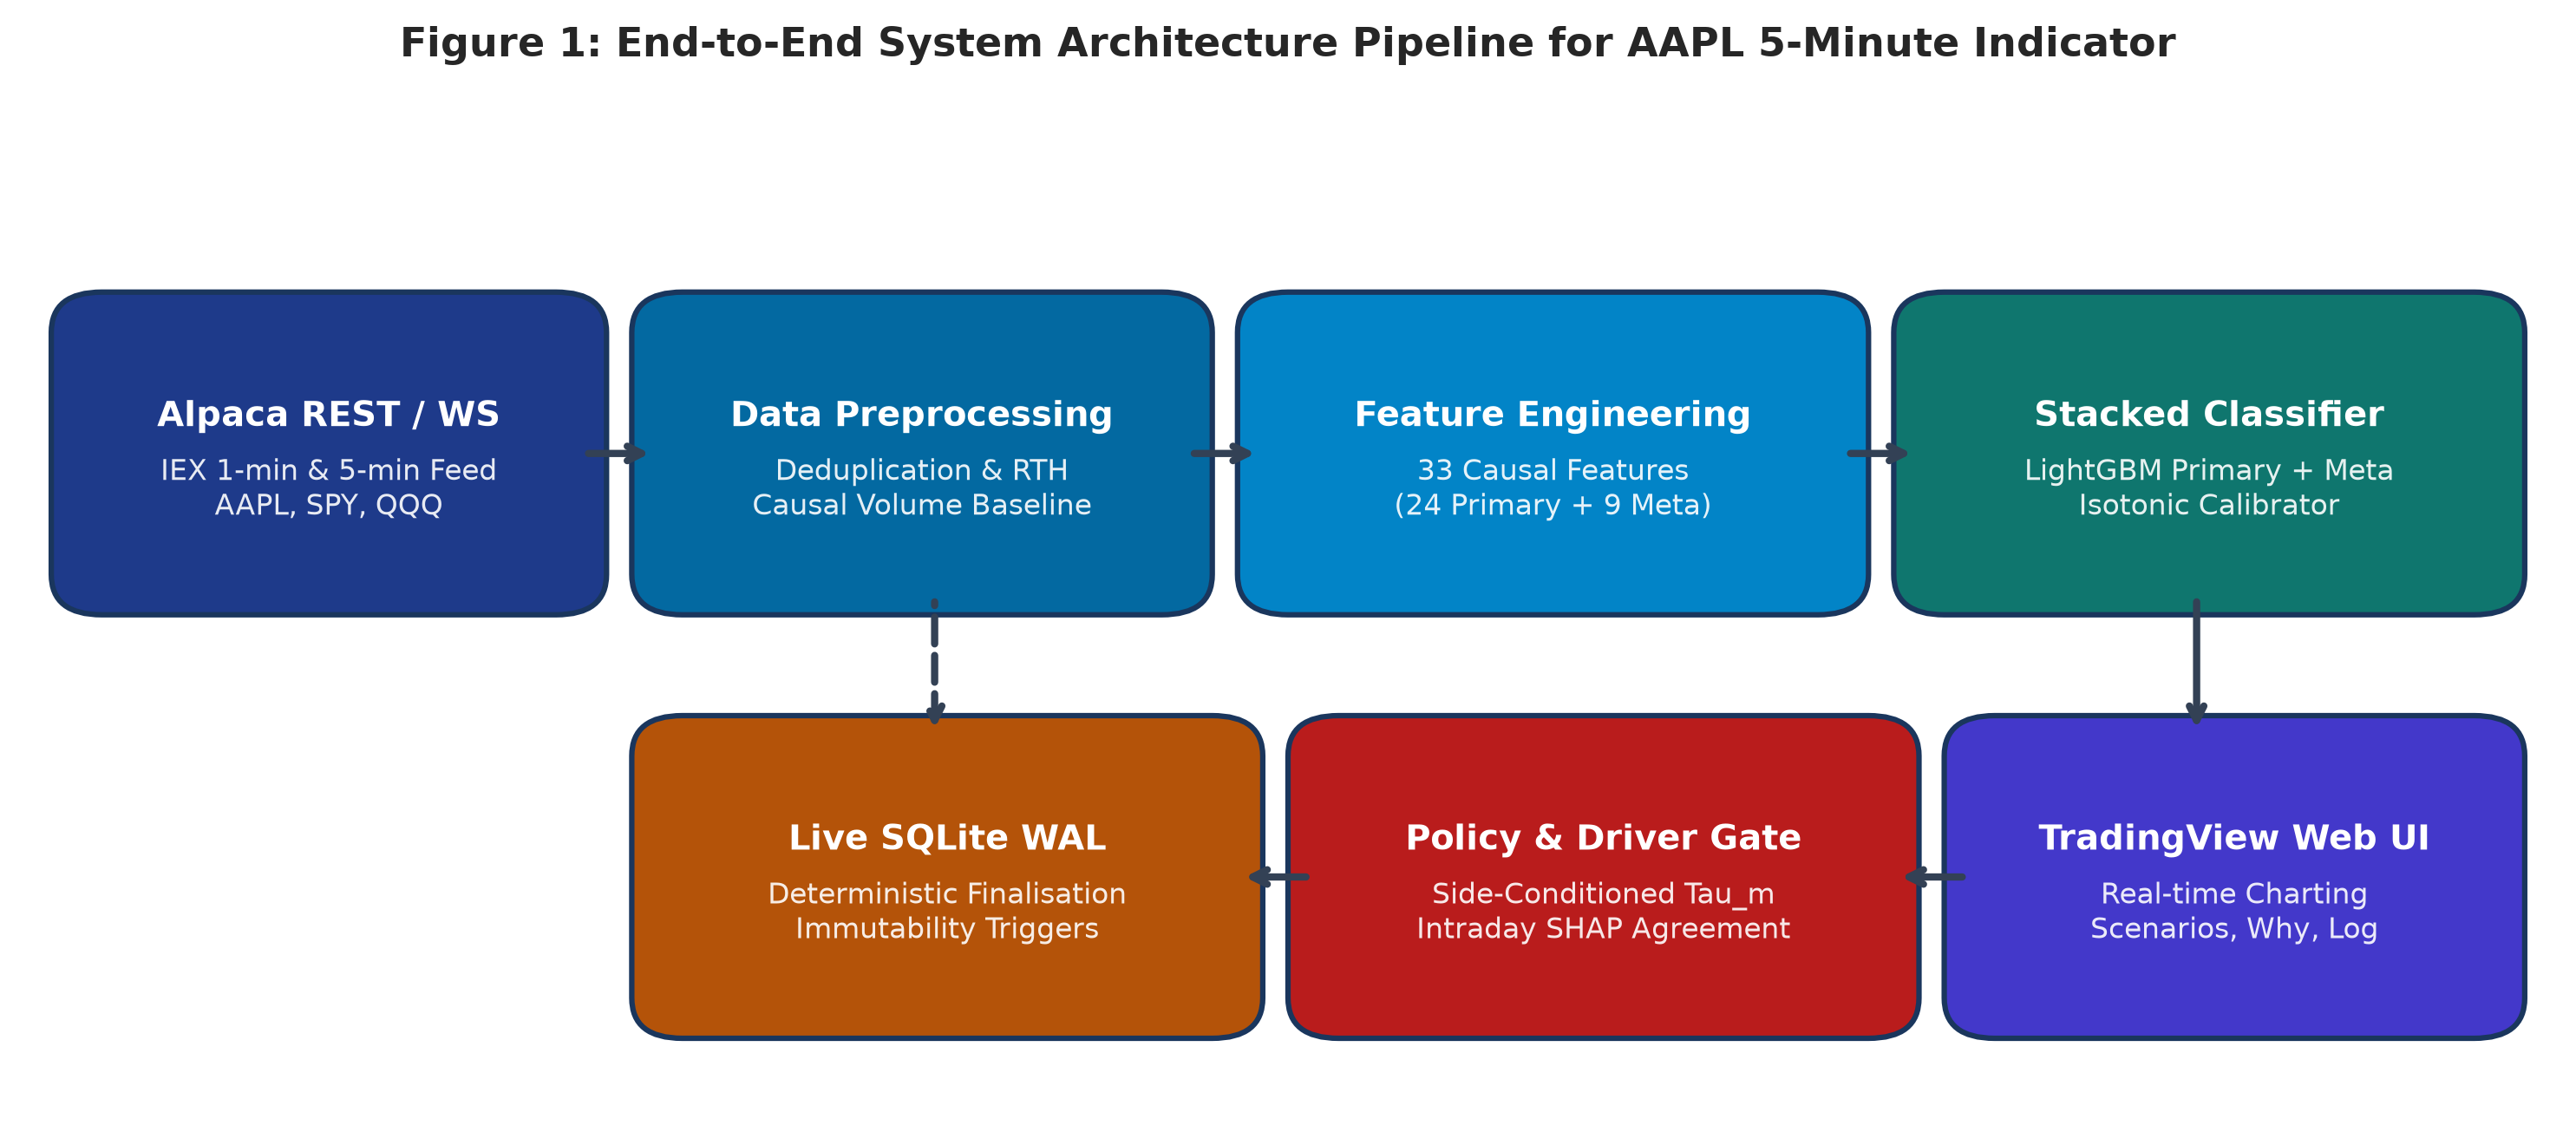 Figure 1: End-to-End System Architecture Pipeline for AAPL 5-Minute Indicator
Alpaca REST / WS
IEX 1-min & 5-min Feed
AAPL, SPY, QQQ
Data Preprocessing
Deduplication & RTH
Causal Volume Baseline
Feature Engineering
33 Causal Features
(24 Primary + 9 Meta)
Stacked Classifier
LightGBM Primary + Meta
Isotonic Calibrator
Live SQLite WAL
Deterministic Finalisation
Immutability Triggers
Policy & Driver Gate
Side-Conditioned Tau_m
Intraday SHAP Agreement
TradingView Web UI
Real-time Charting
Scenarios, Why, Log